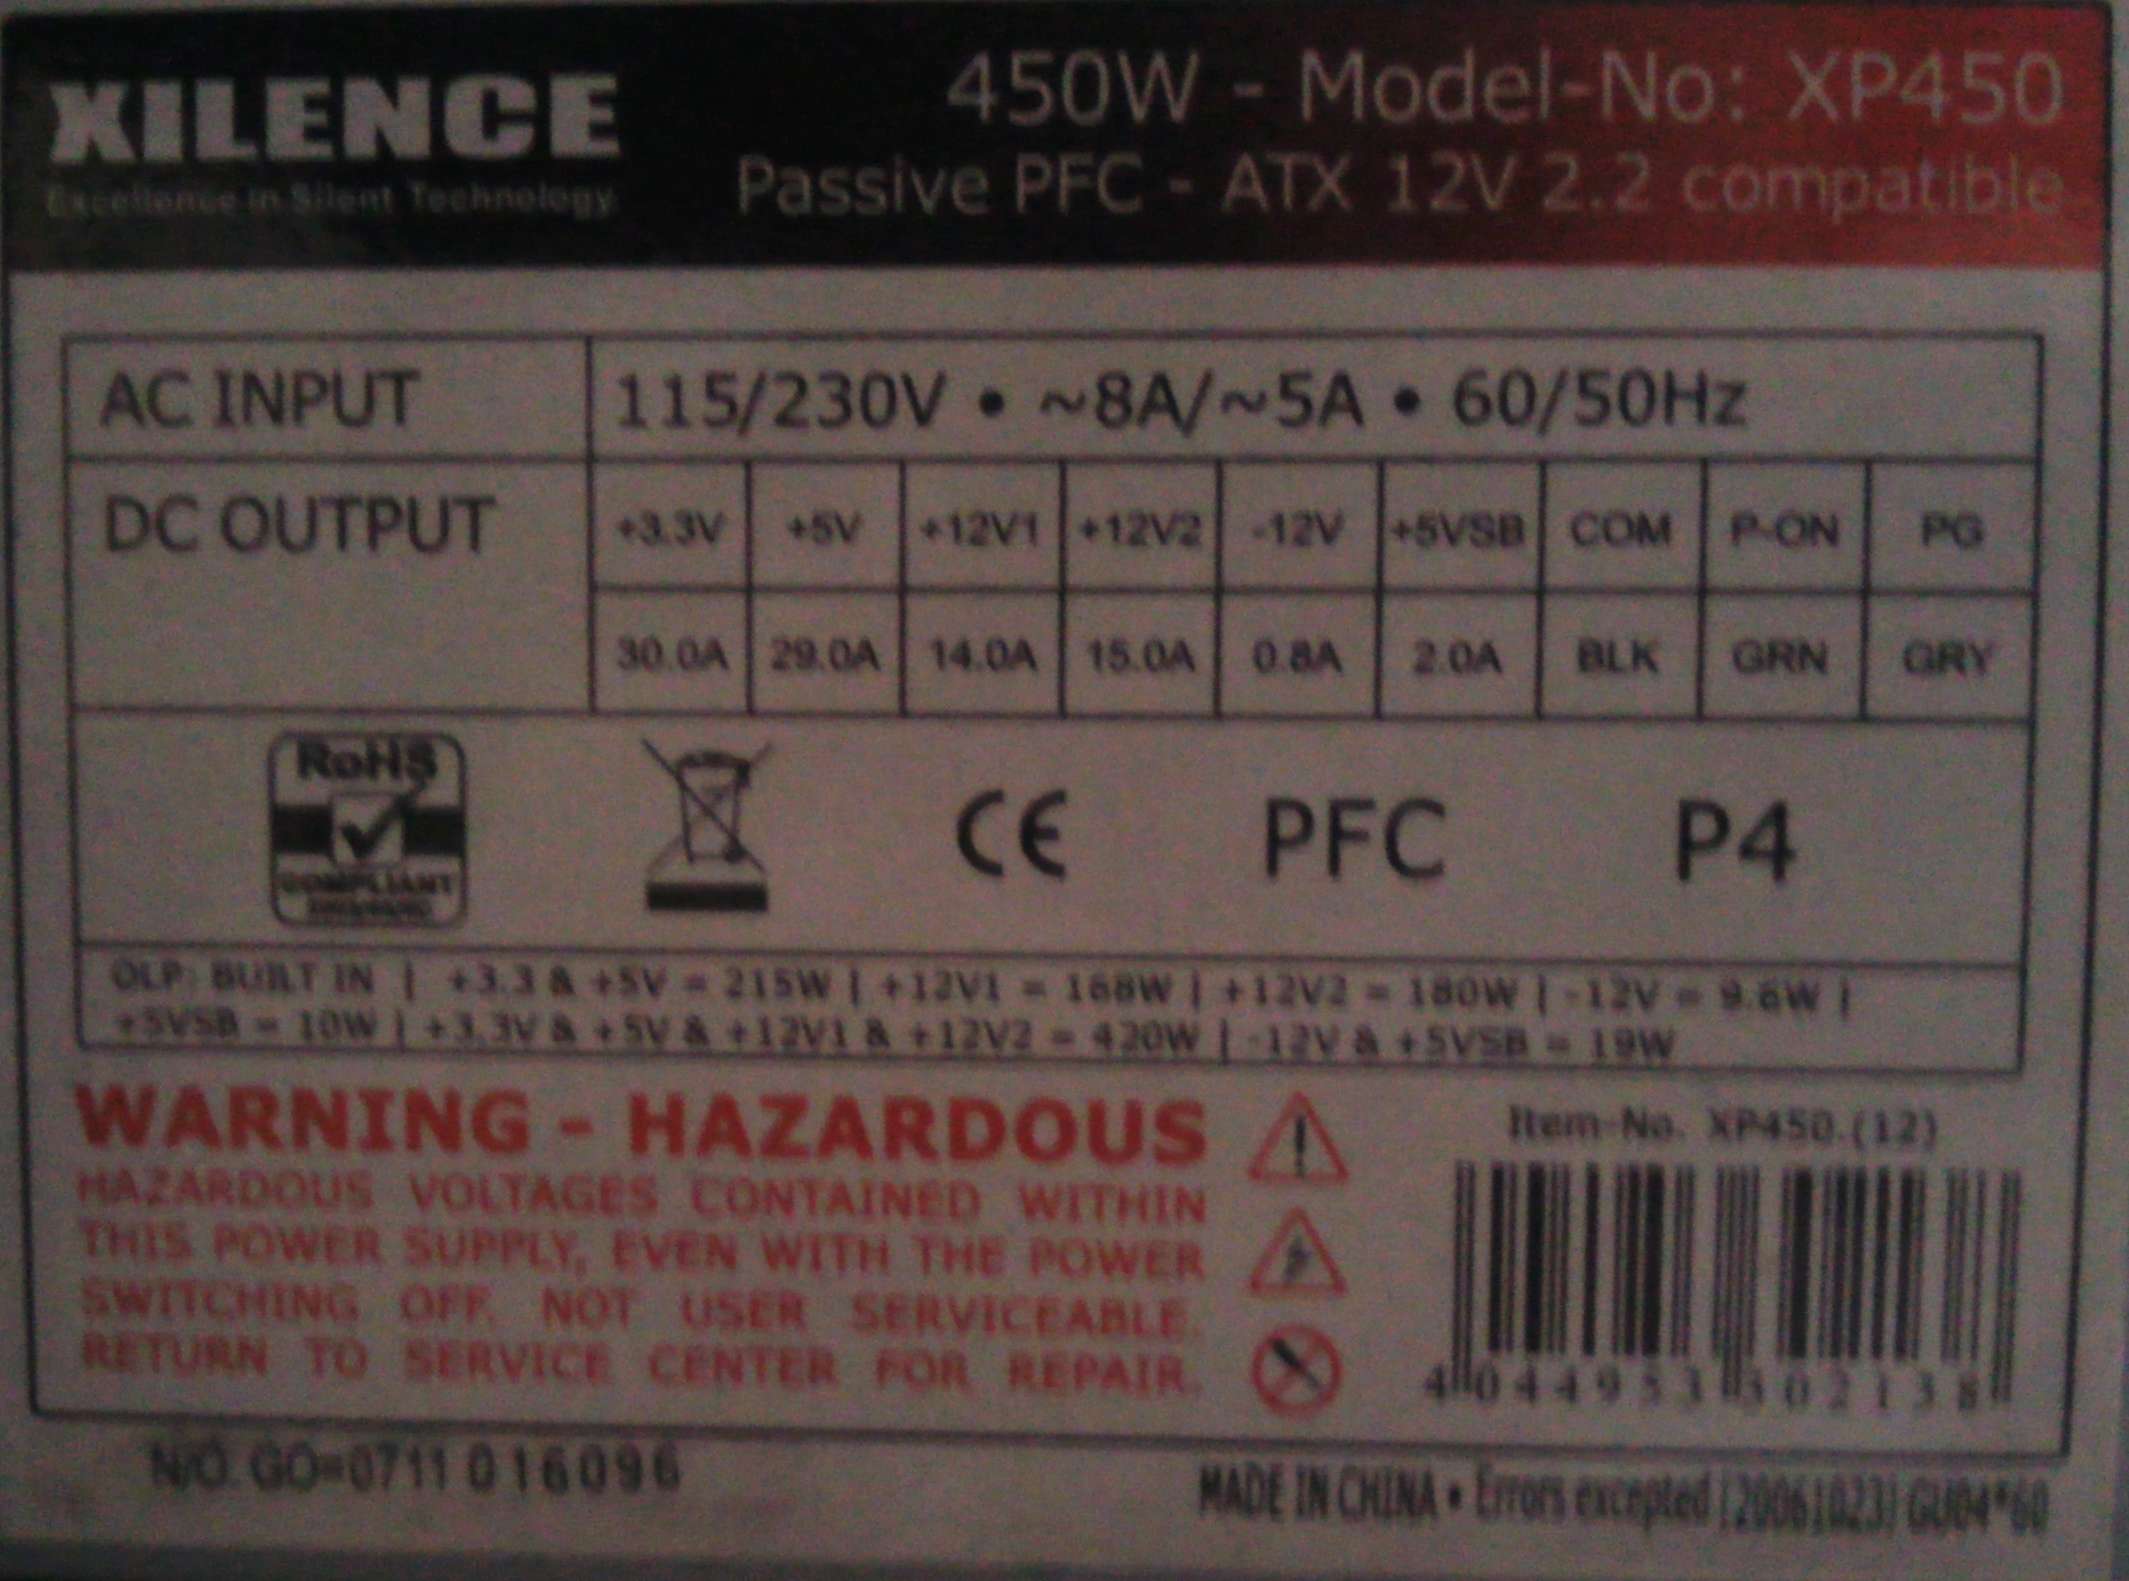 XILENCE
Excellence in Silent Technology
450W - Model-No: XP450
Passive PFC - ATX 12V 2.2 compatible
AC INPUT 115/230V • ~8A/~5A • 60/50Hz
DC OUTPUT +3.3V +5V +12V1 +12V2 -12V +5VSB COM P-ON PG
30.0A 29.0A 14.0A 15.0A 0.8A 2.0A BLK GRN GRY
RoHS
COMPLIANT
CE PFC P4
OLP: BUILT IN | +3.3 & +5V = 215W | +12V1 = 168W | +12V2 = 180W | -12V = 9.6W |
+5VSB = 10W | +3.3V & +5V & +12V1 & +12V2 = 420W | -12V & +5VSB = 19W
WARNING - HAZARDOUS
HAZARDOUS VOLTAGES CONTAINED WITHIN
THIS POWER SUPPLY, EVEN WITH THE POWER
SWITCHING OFF. NOT USER SERVICEABLE.
RETURN TO SERVICE CENTER FOR REPAIR.
Item-No. XP450.(12)
4 044953 302138
N/O. GO=0711 016096
MADE IN CHINA • Errors excepted [20061023] GU04*60